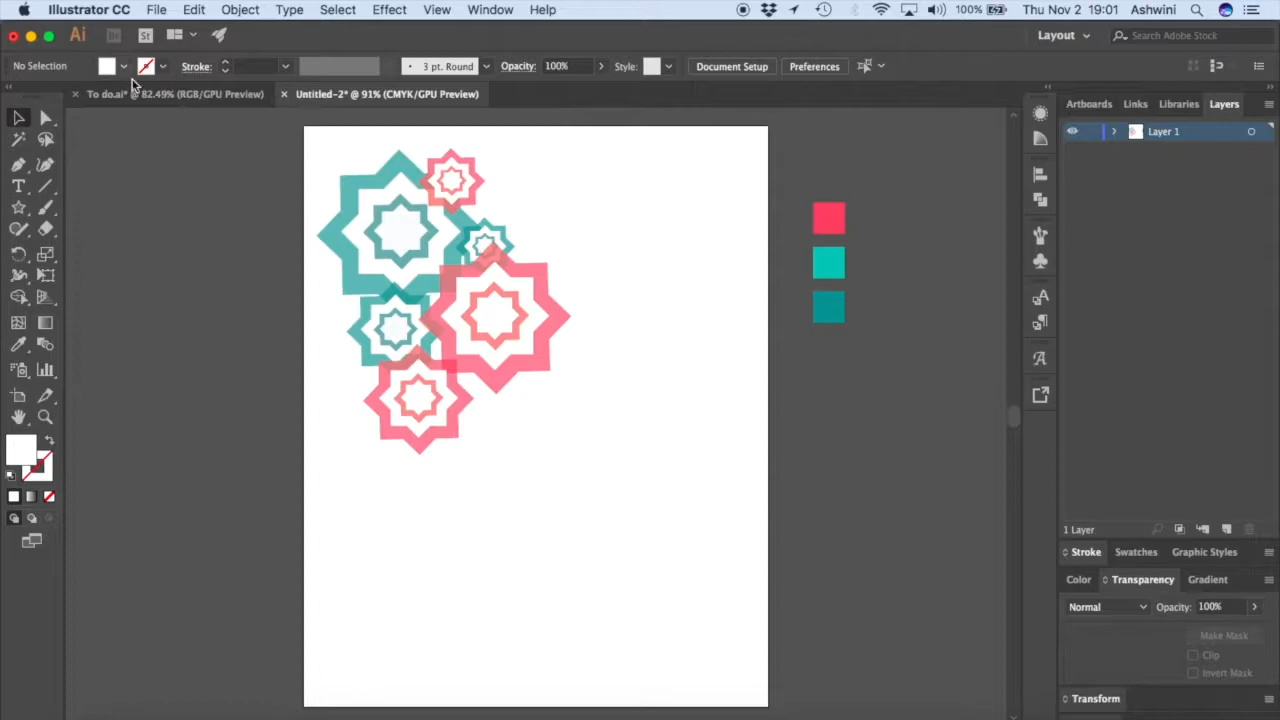 Illustrator CC File Edit Object Type Select Effect View Window Help 100% Thu Nov 2 19:01 Ashwini
Ai Br St Layout Search Adobe Stock
No Selection Stroke: 3 pt. Round Opacity: 100% Style: Document Setup Preferences
To do.ai* @ 82.49% (RGB/GPU Preview) Untitled-2* @ 91% (CMYK/GPU Preview)
Artboards Links Libraries Layers
Layer 1
1 Layer
Stroke Swatches Graphic Styles
Color Transparency Gradient
Normal Opacity: 100%
Make Mask
Clip
Invert Mask
Transform